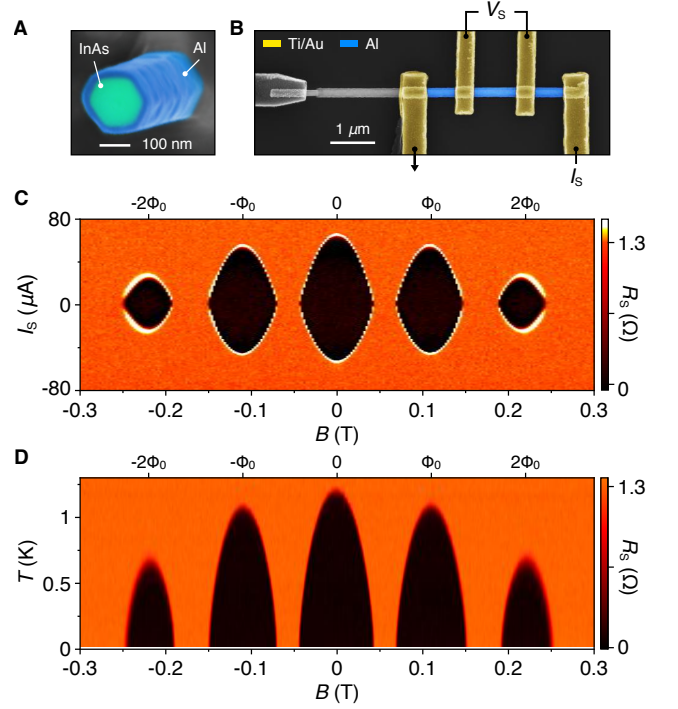 A
InAs
Al
100 nm
B
Ti/Au
Al
V_S
1 μm
I_S
C
-2Φ₀
-Φ₀
0
Φ₀
2Φ₀
80
0
-80
I_S (μA)
-0.3
-0.2
-0.1
0
0.1
0.2
0.3
B (T)
1.3
0
R_S (Ω)
D
-2Φ₀
-Φ₀
0
Φ₀
2Φ₀
1
0.5
0
T (K)
-0.3
-0.2
-0.1
0
0.1
0.2
0.3
B (T)
1.3
0
R_S (Ω)